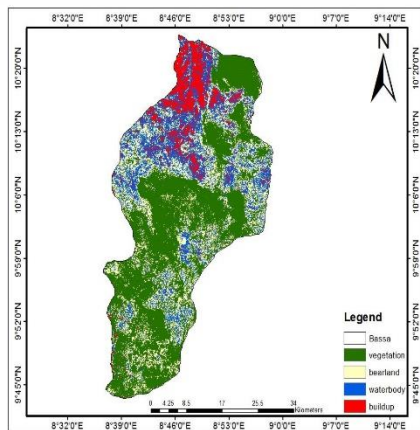 8°32'0"E 8°39'0"E 8°46'0"E 8°53'0"E 9°0'0"E 9°7'0"E 9°14'0"E
N
10°20'0"N 10°20'0"N
10°13'0"N 10°13'0"N
10°6'0"N 10°6'0"N
9°59'0"N 9°59'0"N
9°52'0"N 9°52'0"N
9°45'0"N 9°45'0"N
Legend
Bassa
vegetation
bearland
waterbody
buildup
0 4.25 8.5 17 25.5 34
Kilometers
8°32'0"E 8°39'0"E 8°46'0"E 8°53'0"E 9°0'0"E 9°7'0"E 9°14'0"E